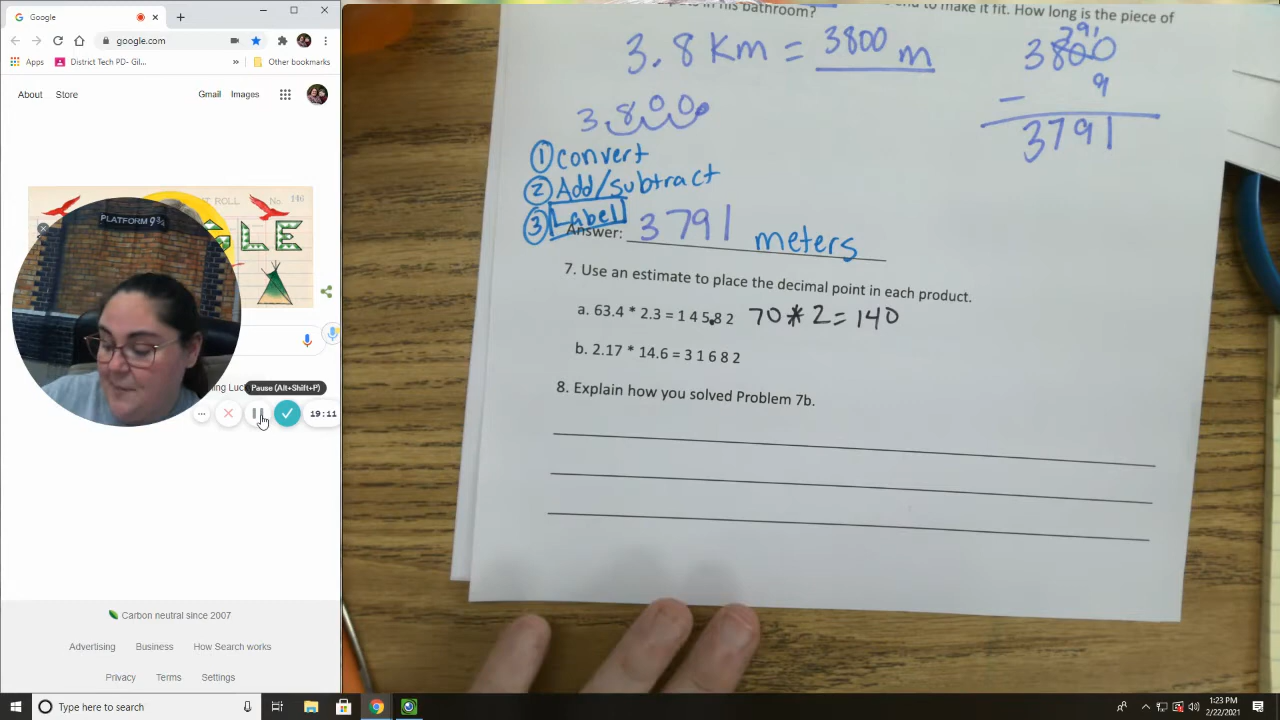 Google
google.com
Apps
District Tech PD- Gil...
»
Other bookmarks
About
Store
Gmail
Images
No. 146
PLATFORM 9¾
Pause (Alt+Shift+P)
19:11
Carbon neutral since 2007
Advertising
Business
How Search works
Privacy
Terms
Settings
in his bathroom?
to make it fit. How long is the piece of
3.8 Km = 3800 m
3800
- 9
3791
3 8 0 0
① Convert
② Add/subtract
③ Label
Answer: 3791 meters
7. Use an estimate to place the decimal point in each product.
a. 63.4 * 2.3 = 1 4 5.8 2 70 * 2 = 140
b. 2.17 * 14.6 = 3 1 6 8 2
8. Explain how you solved Problem 7b.
Type here to search
1:23 PM
2/22/2021